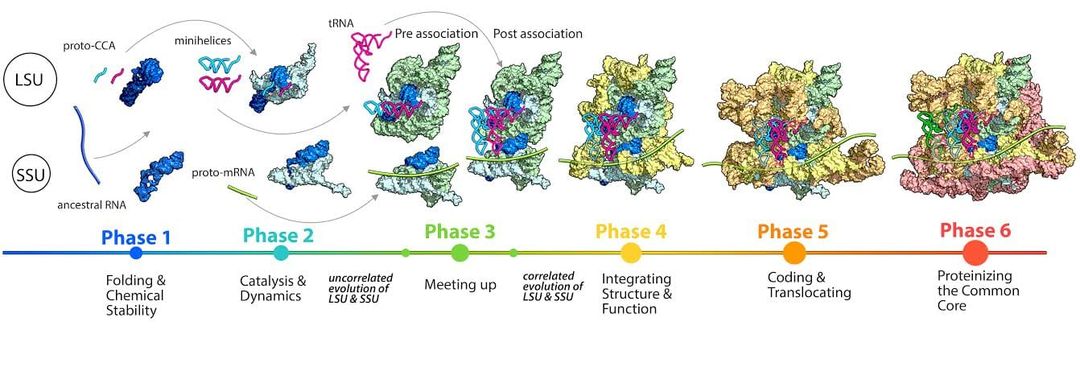 tRNA
proto-CCA
minihelices
Pre association
Post association
LSU
SSU
proto-mRNA
ancestral RNA
Phase 1
Phase 2
Phase 3
Phase 4
Phase 5
Phase 6
Folding &
Chemical
Stability
Catalysis &
Dynamics
uncorrelated
evolution of
LSU & SSU
Meeting up
correlated
evolution of
LSU & SSU
Integrating
Structure &
Function
Coding &
Translocating
Proteinizing
the Common
Core